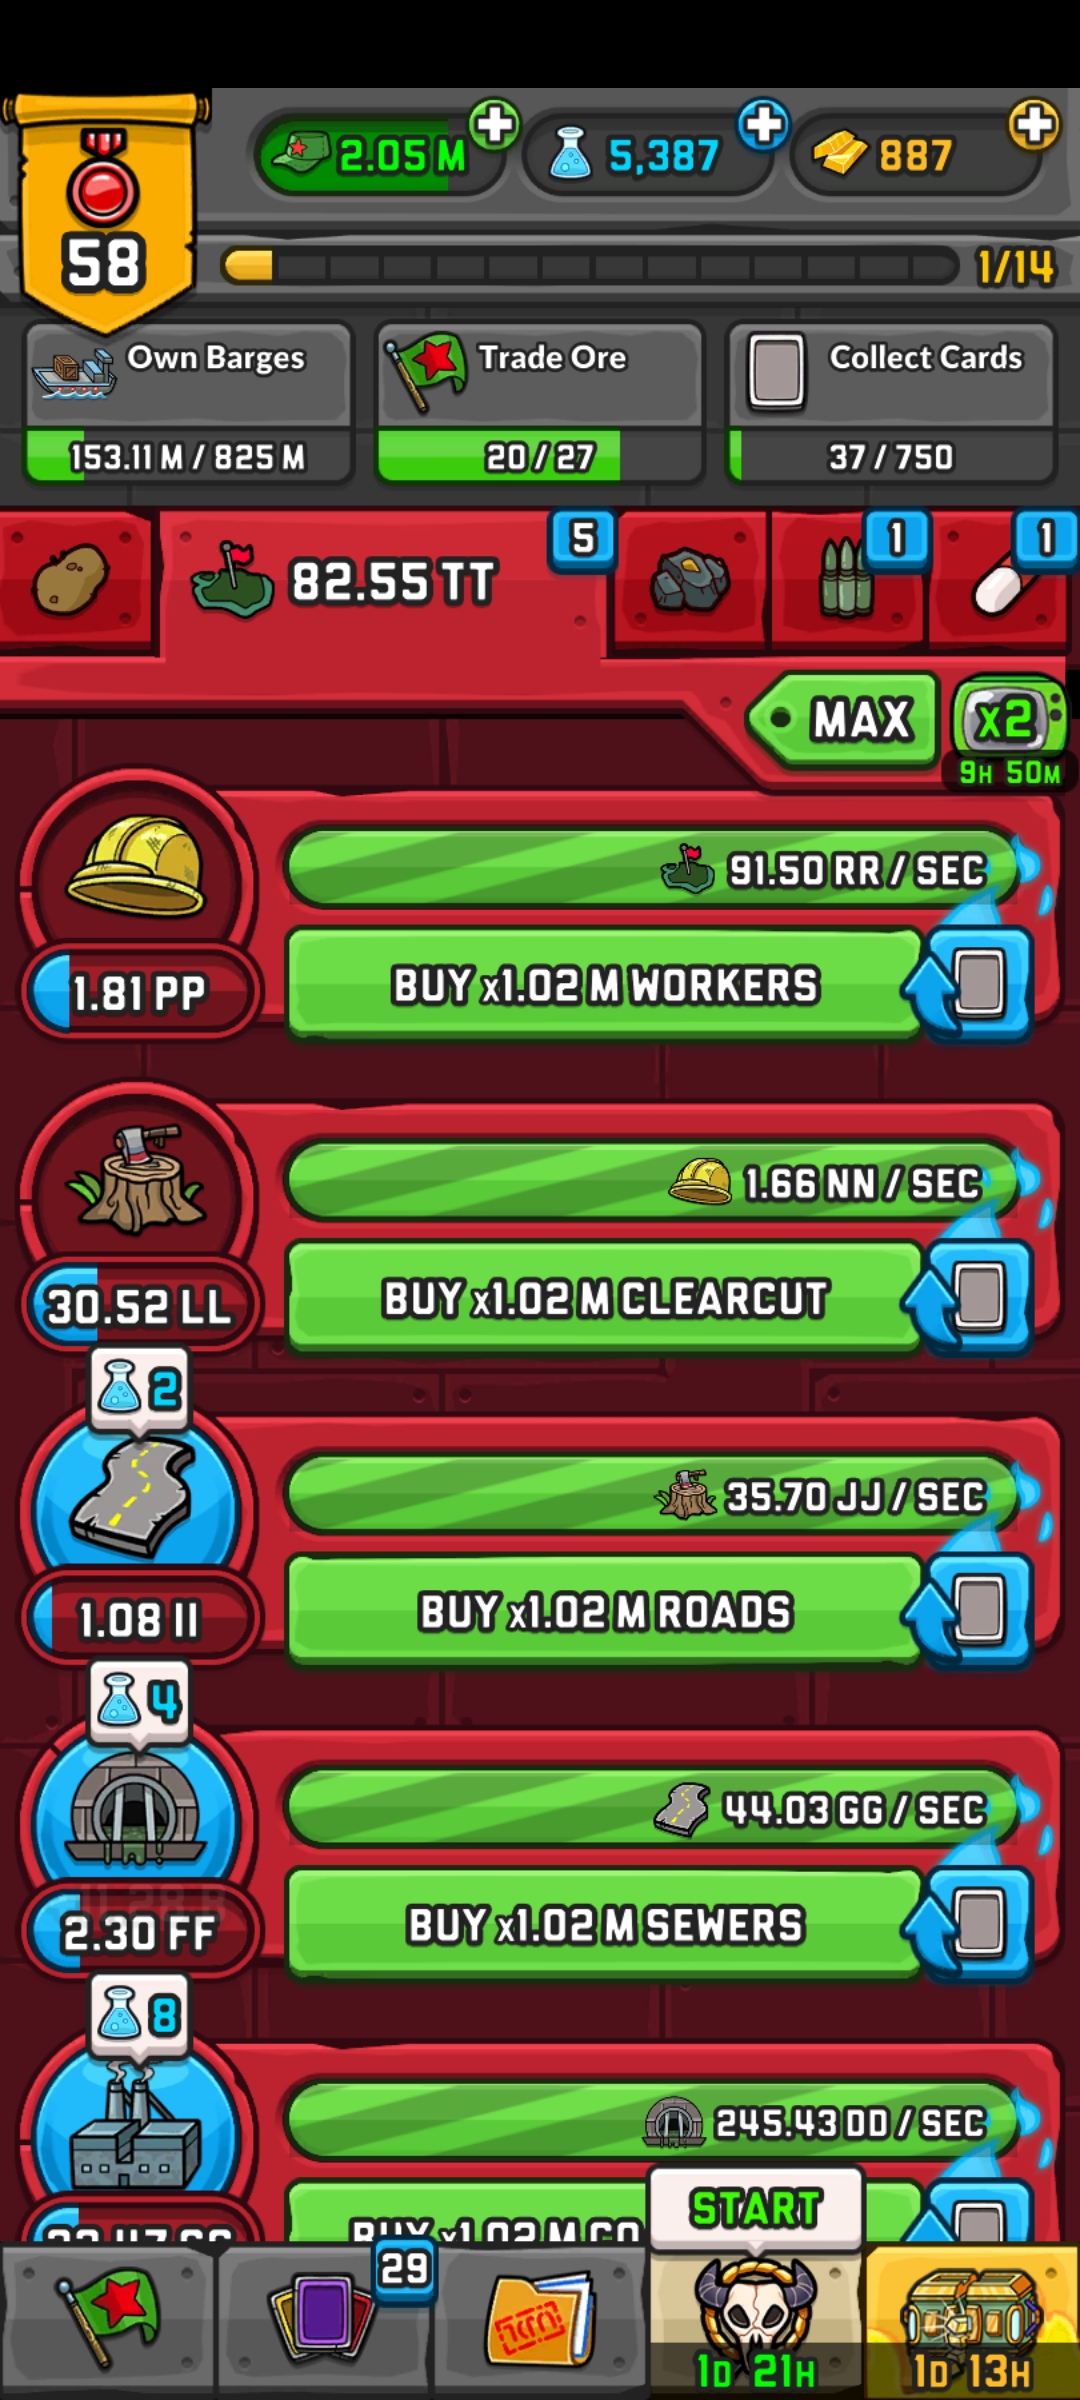 2.05 M
5,387
887
58
1/14
Own Barges
Trade Ore
Collect Cards
153.11 M / 825 M
20 / 27
37 / 750
82.55 TT
5
1
1
MAX
x2
9H 50M
91.50 RR / SEC
1.81 PP
BUY x1.02 M WORKERS
1.66 NN / SEC
30.52 LL
BUY x1.02 M CLEARCUT
2
35.70 JJ / SEC
1.08 II
BUY x1.02 M ROADS
4
44.03 GG / SEC
2.30 FF
BUY x1.02 M SEWERS
8
245.43 DD / SEC
BUY x1.02 M CO
START
29
1D 21H
1D 13H